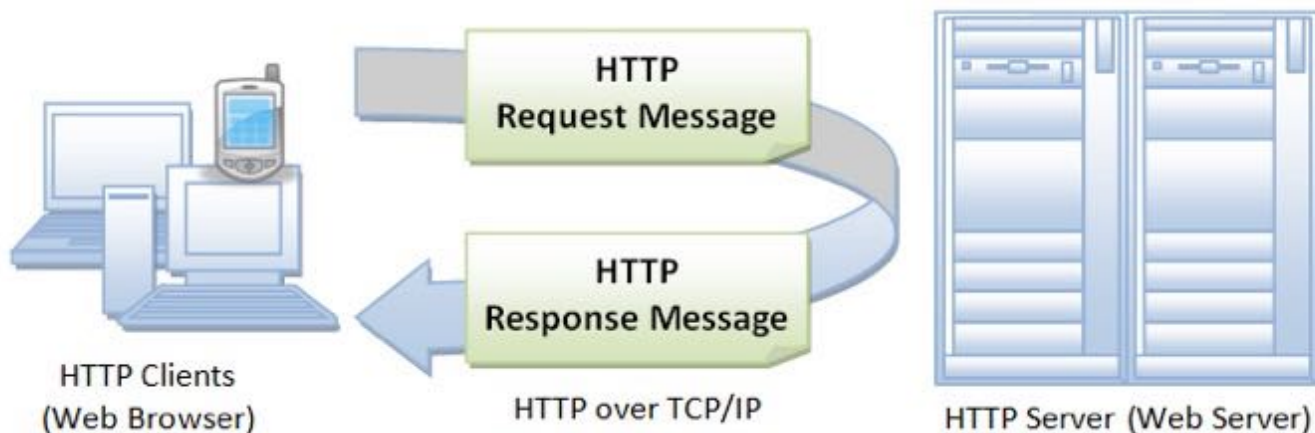 HTTP
Request Message
HTTP
Response Message
HTTP Clients
(Web Browser)
HTTP over TCP/IP
HTTP Server (Web Server)